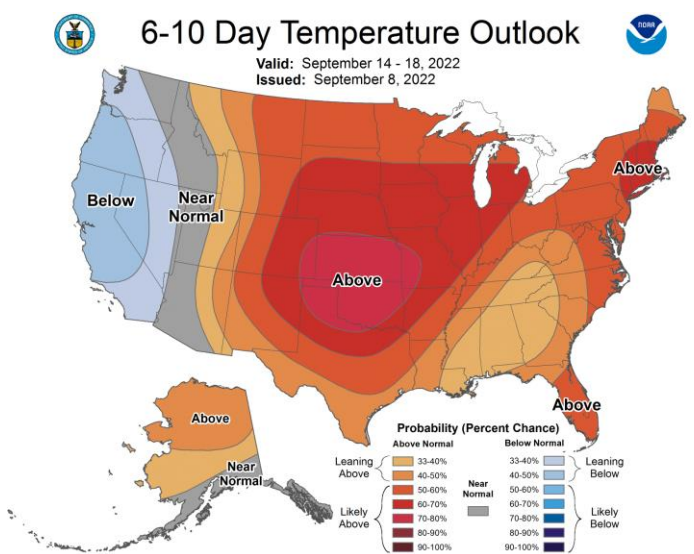 6-10 Day Temperature Outlook
NOAA
Valid: September 14 - 18, 2022
Issued: September 8, 2022
Below
Near
Normal
Above
Above
Above
Above
Near
Normal
Probability (Percent Chance)
Above Normal
Below Normal
Leaning
Above
33-40%
40-50%
Likely
Above
50-60%
60-70%
70-80%
80-90%
90-100%
Near
Normal
33-40%
40-50%
Leaning
Below
50-60%
60-70%
70-80%
80-90%
90-100%
Likely
Below